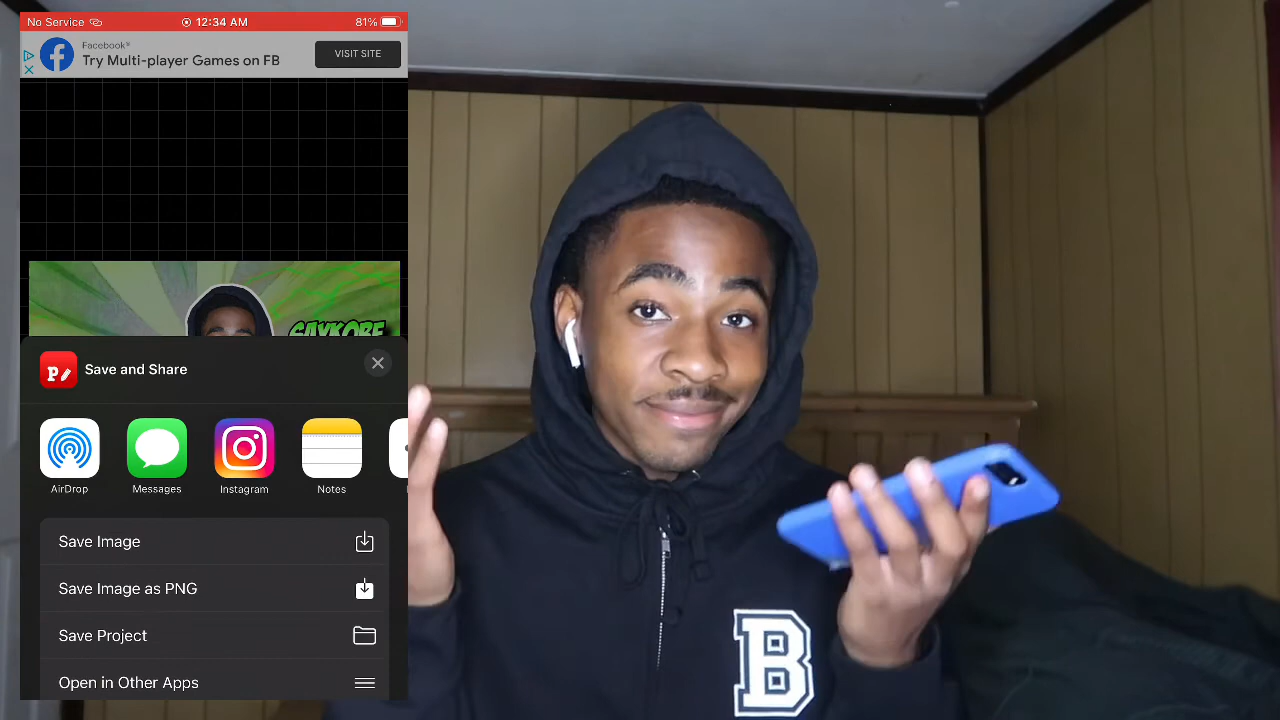 No Service 12:34 AM 81%
Facebook®
Try Multi-player Games on FB
VISIT SITE
SAYKOBE
Save and Share
AirDrop Messages Instagram Notes
Save Image
Save Image as PNG
Save Project
Open in Other Apps
B